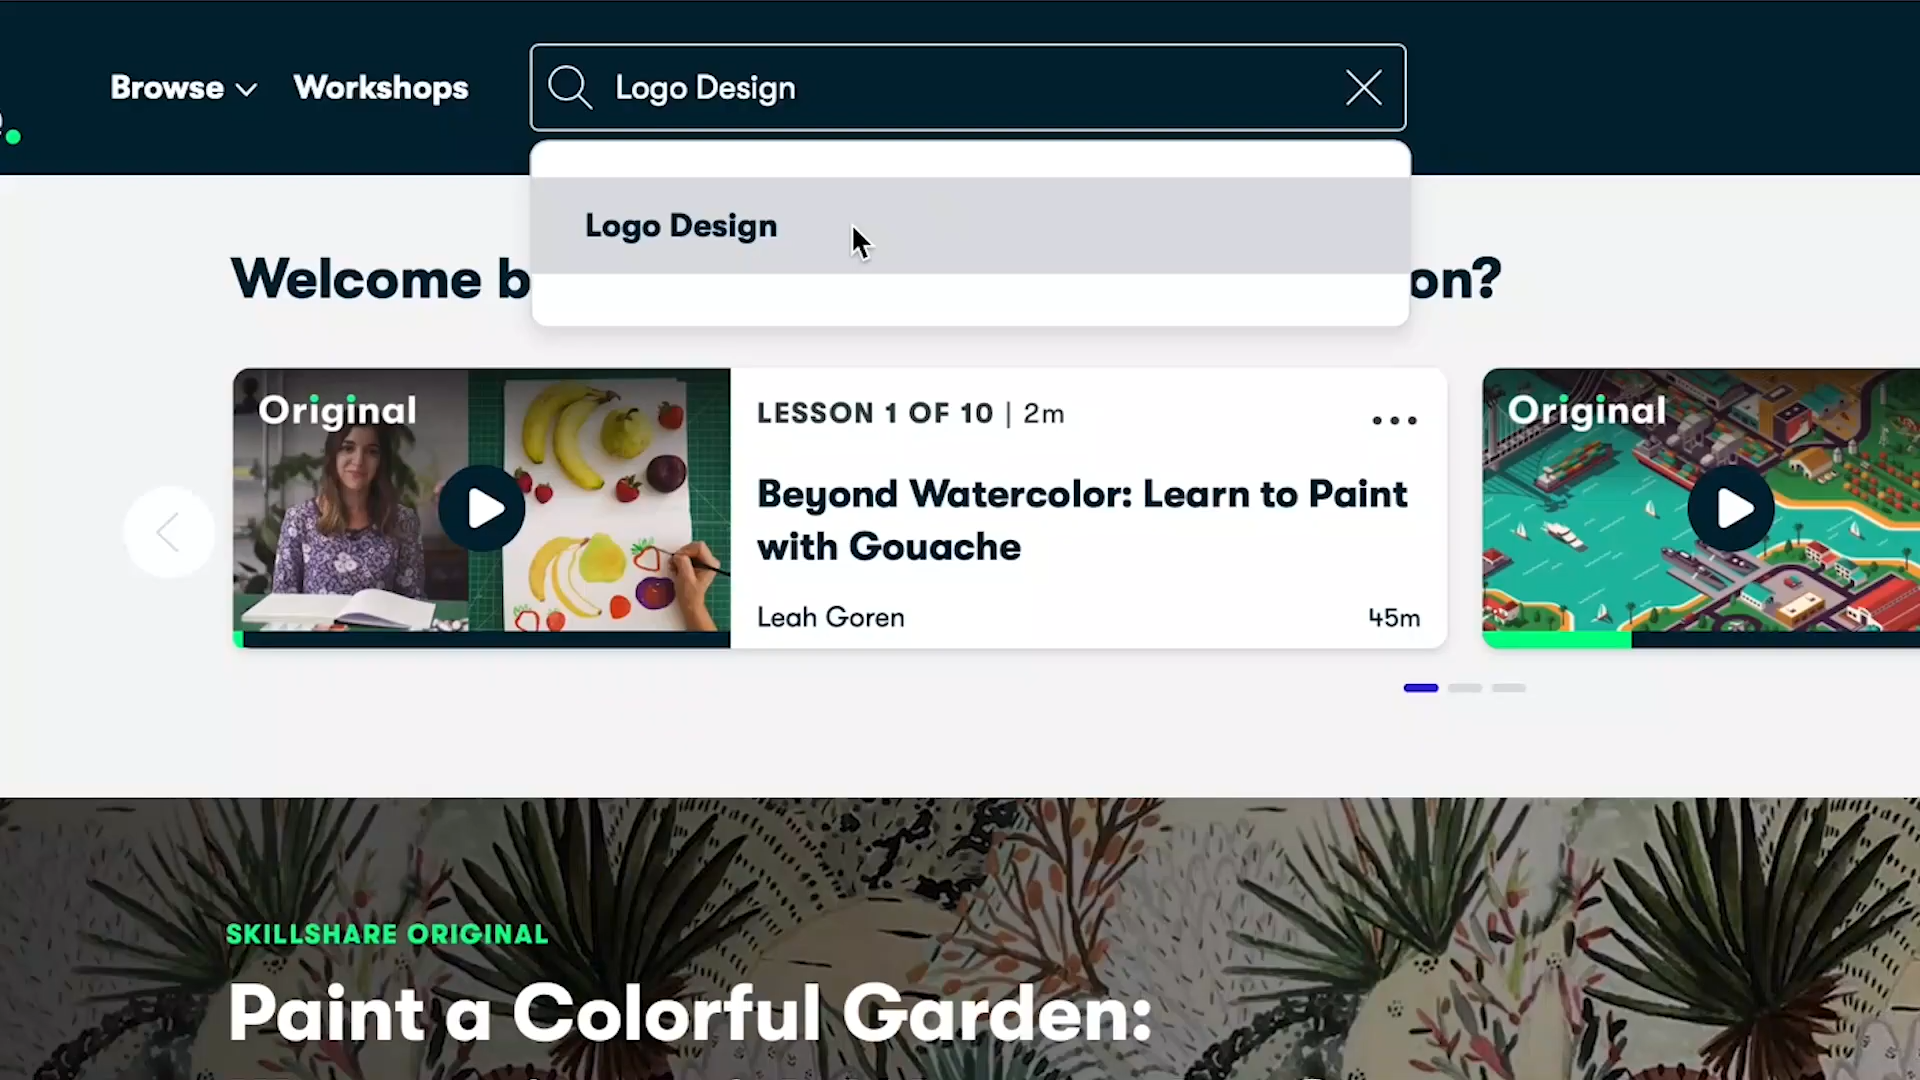 Browse
Workshops
Logo Design
Logo Design
Welcome b
on?
Original
LESSON 1 OF 10 | 2m
Beyond Watercolor: Learn to Paint
with Gouache
Leah Goren
45m
Original
SKILLSHARE ORIGINAL
Paint a Colorful Garden: